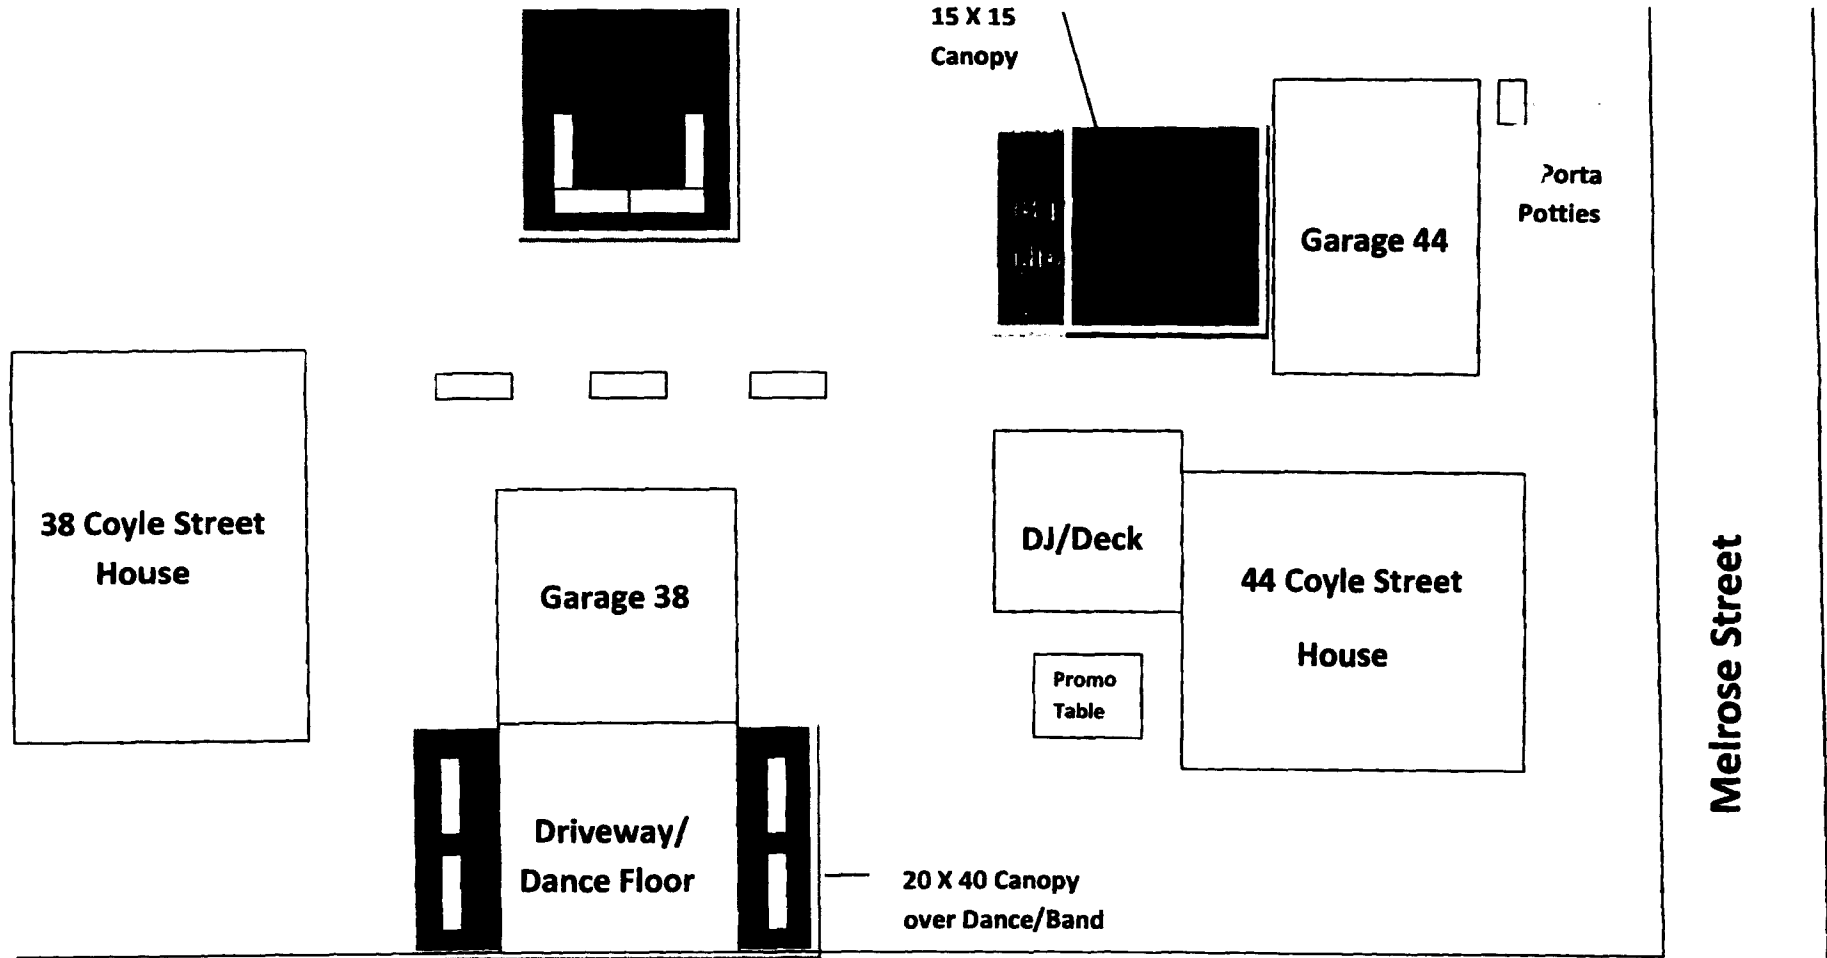 15 X 15
Canopy
Porta
Potties
Garage 44
38 Coyle Street
House
Garage 38
DJ/Deck
44 Coyle Street
House
Promo
Table
Melrose Street
Driveway/
Dance Floor
20 X 40 Canopy
over Dance/Band